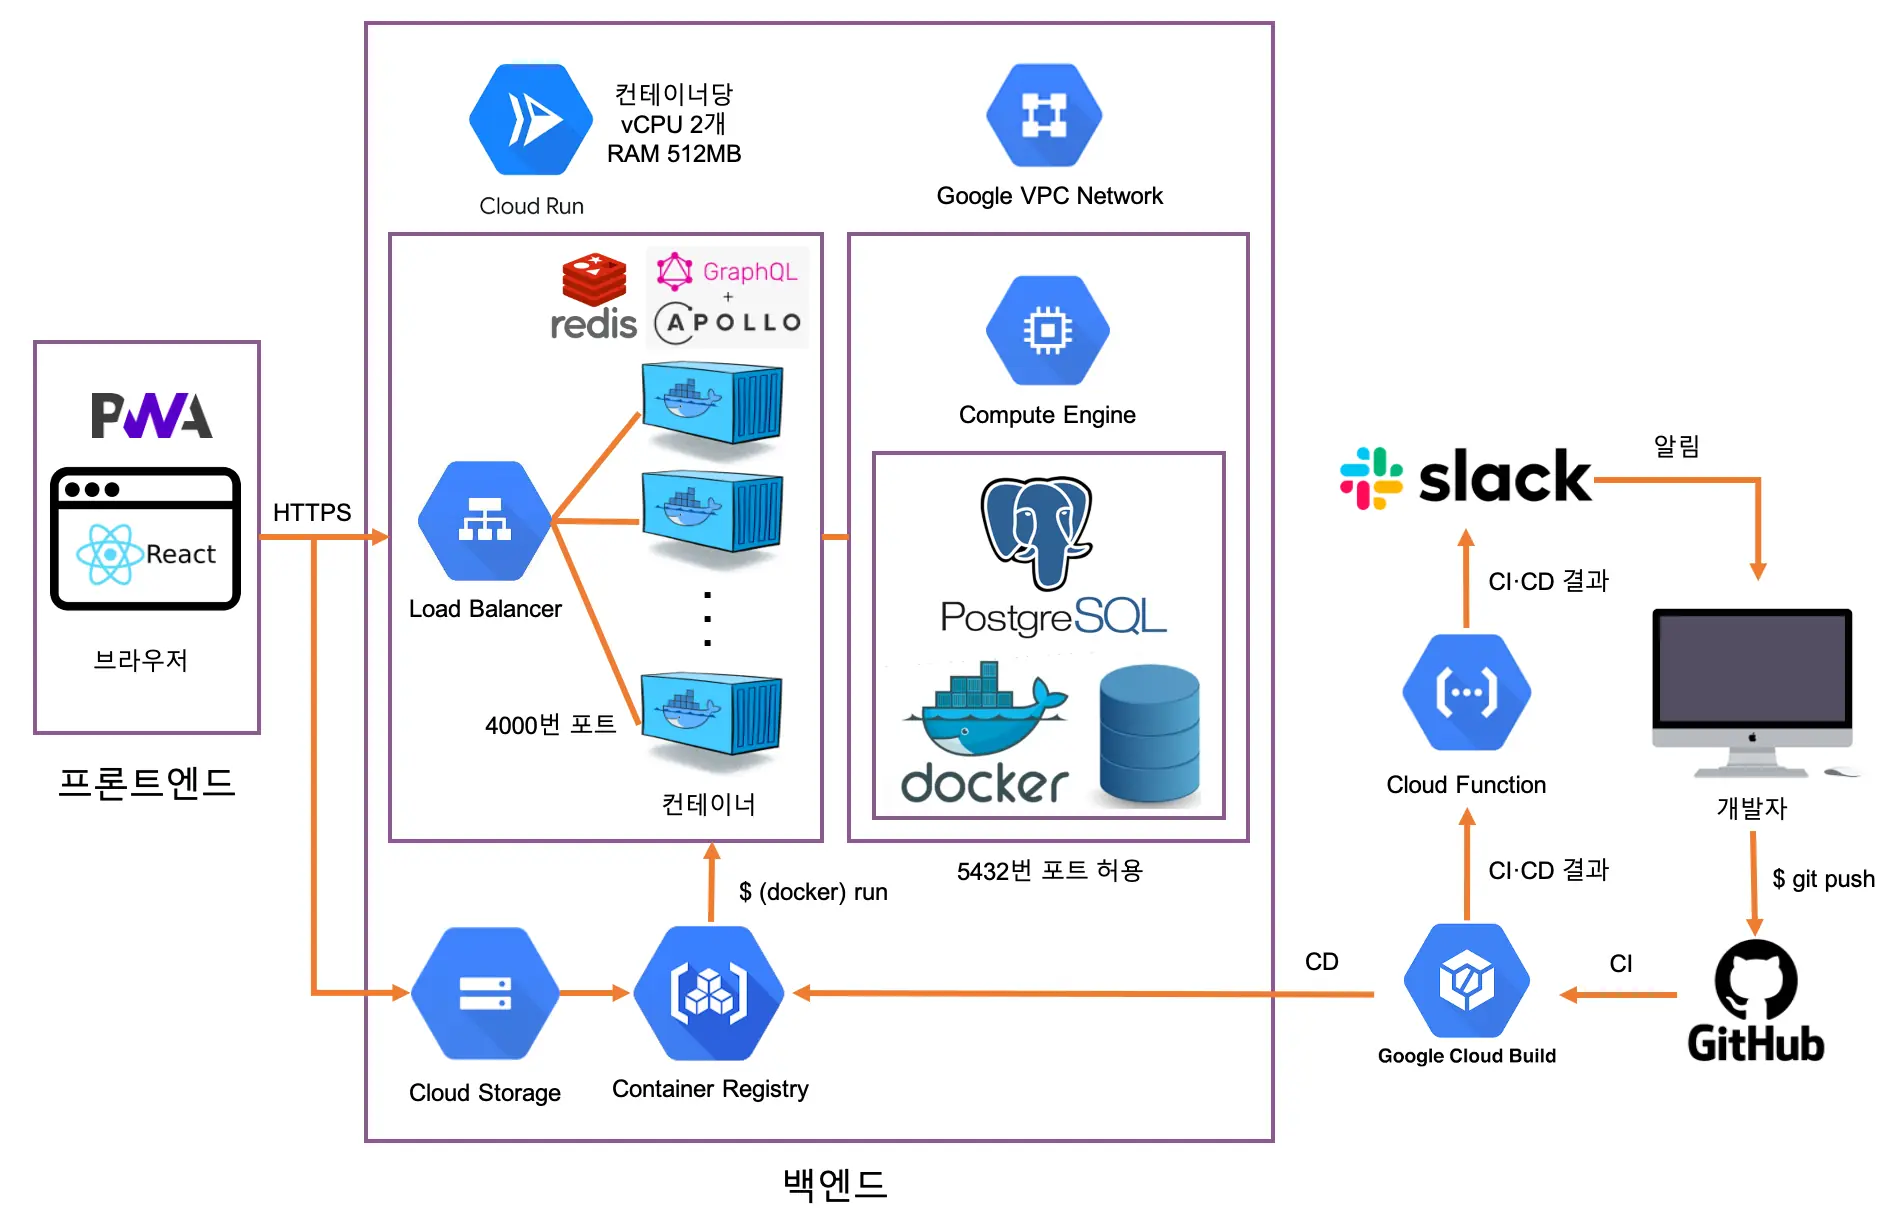 컨테이너당
vCPU 2개
RAM 512MB
Cloud Run
Google VPC Network
redis
GraphQL
+
APOLLO
Compute Engine
PWA
React
브라우저
프론트엔드
HTTPS
Load Balancer
4000번 포트
컨테이너
PostgreSQL
docker
5432번 포트 허용
$ (docker) run
Cloud Storage
Container Registry
백엔드
slack
알림
CI·CD 결과
Cloud Function
개발자
CI·CD 결과
$ git push
CD
CI
Google Cloud Build
GitHub